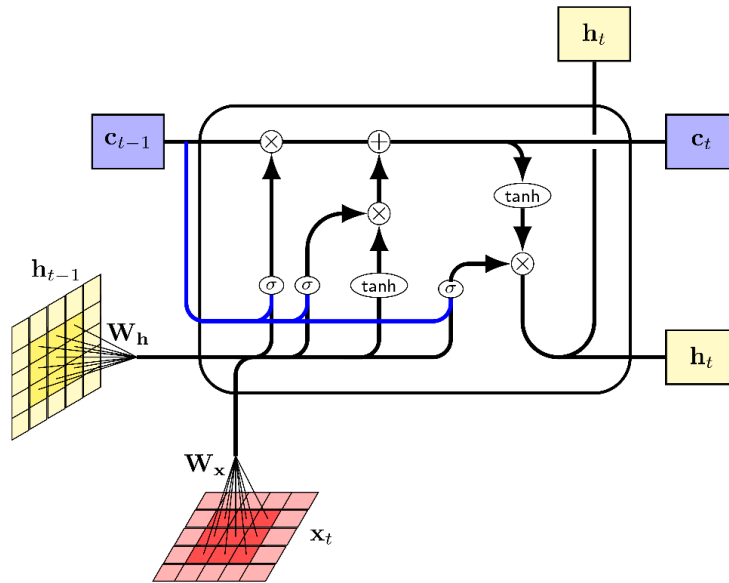 h_t
c_{t-1}
×
+
c_t
tanh
×
×
h_{t-1}
σ
σ
tanh
σ
W_h
h_t
W_x
x_t